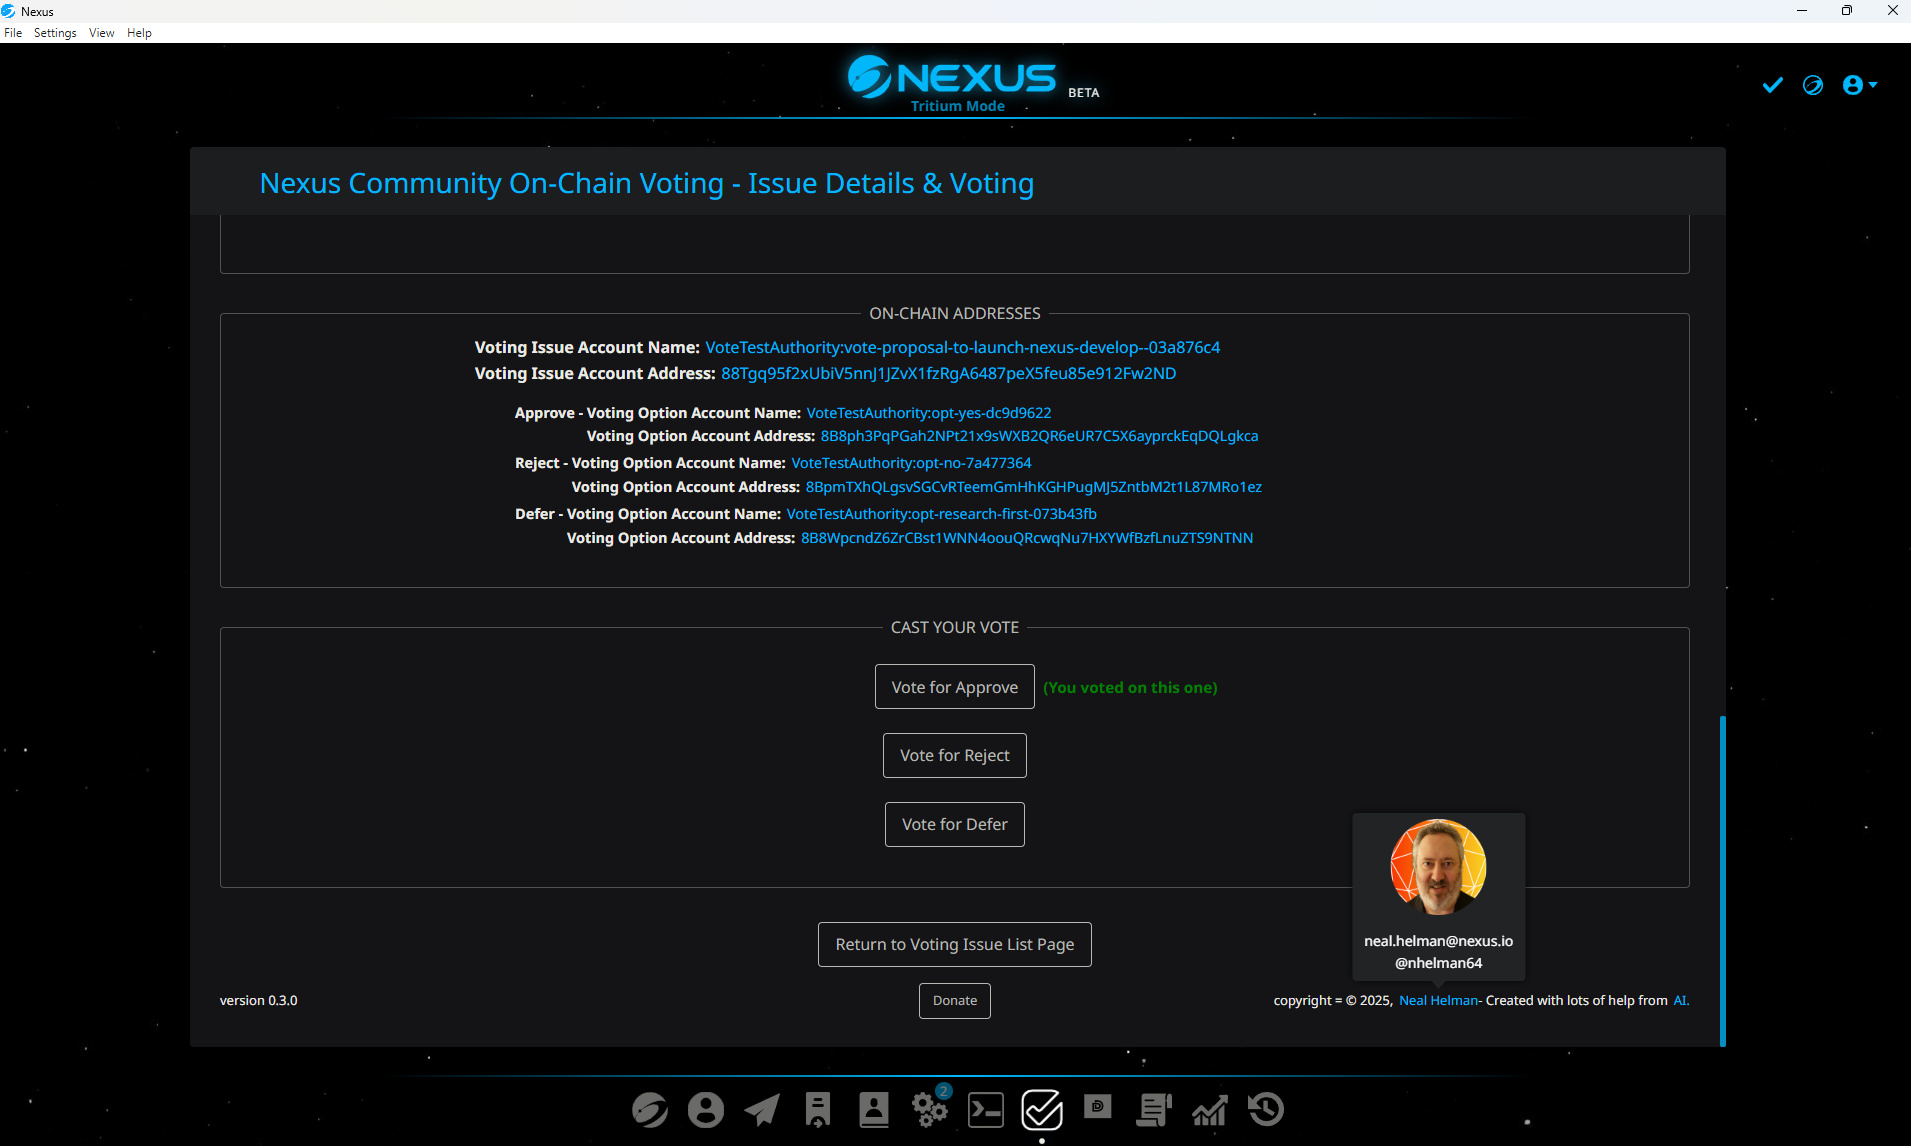 Nexus
File Settings View Help
NEXUS BETA
Tritium Mode
Nexus Community On-Chain Voting - Issue Details & Voting
ON-CHAIN ADDRESSES
Voting Issue Account Name: VoteTestAuthority:vote-proposal-to-launch-nexus-develop--03a876c4
Voting Issue Account Address: 88Tgq95f2xUbiV5nnJ1JZvX1fzRgA6487peX5feu85e912Fw2ND
Approve - Voting Option Account Name: VoteTestAuthority:opt-yes-dc9d9622
Voting Option Account Address: 8B8ph3PqPGah2NPt21x9sWXB2QR6eUR7C5X6ayprckEqDQLgkca
Reject - Voting Option Account Name: VoteTestAuthority:opt-no-7a477364
Voting Option Account Address: 8BpmTXhQLgsvSGCvRTeemGmHhKGHPugMJ5ZntbM2t1L87MRo1ez
Defer - Voting Option Account Name: VoteTestAuthority:opt-research-first-073b43fb
Voting Option Account Address: 8B8WpcndZ6ZrCBst1WNN4oouQRcwqNu7HXYWfBzfLnuZTS9NTNN
CAST YOUR VOTE
Vote for Approve (You voted on this one)
Vote for Reject
Vote for Defer
neal.helman@nexus.io
@nhelman64
Return to Voting Issue List Page
version 0.3.0
Donate
copyright = © 2025, Neal Helman- Created with lots of help from AI.
2